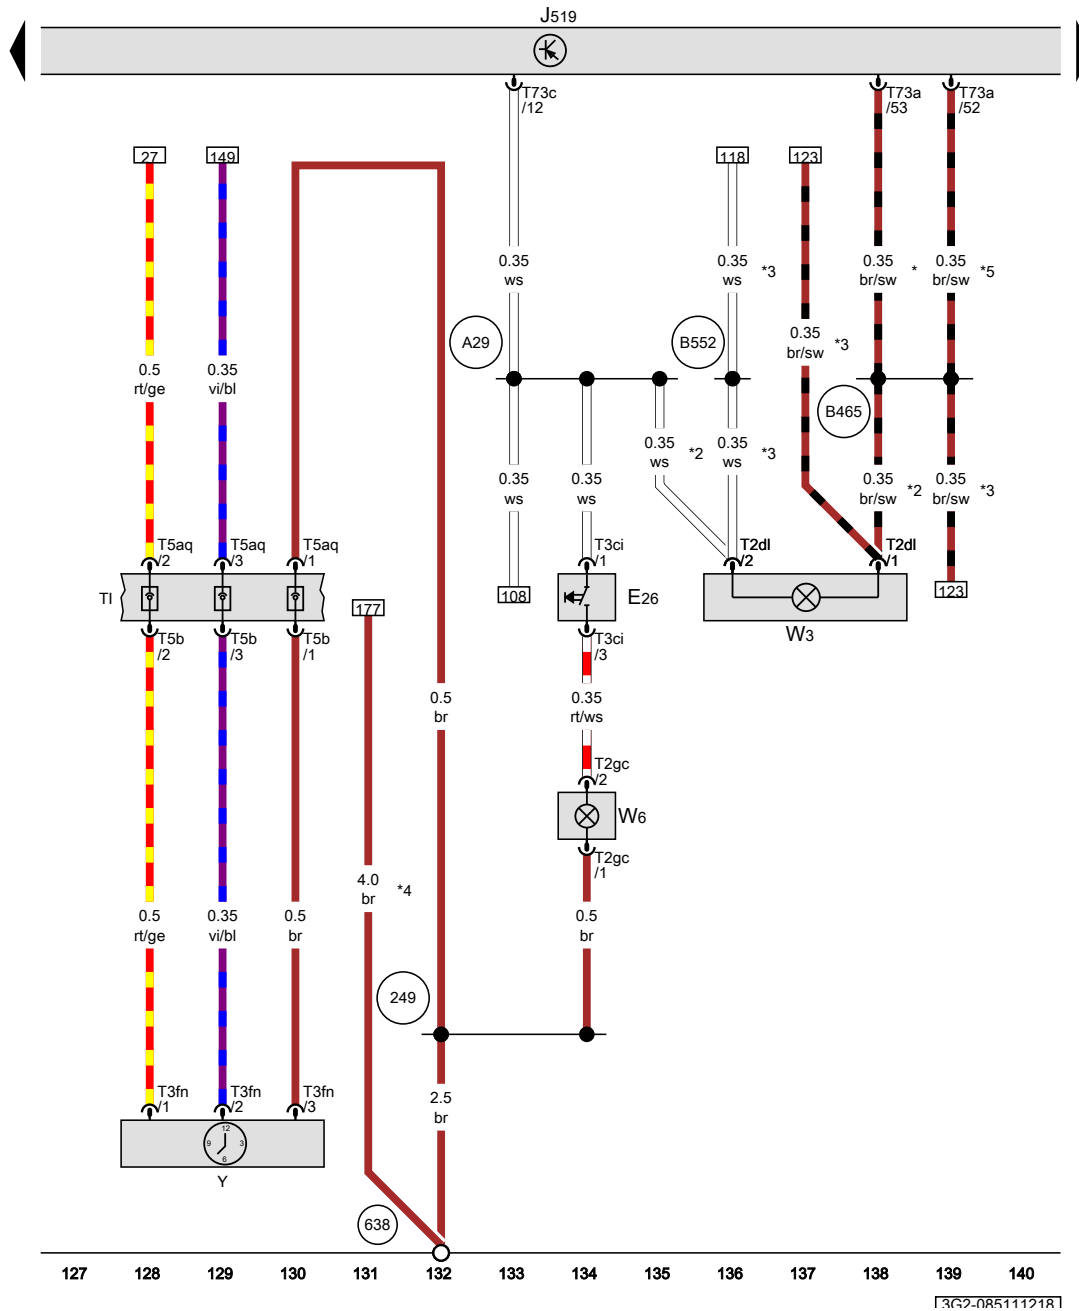 J519
T73c
/12
T73a
/53
T73a
/52
27
149
118
123
0.35
ws
0.35
ws
*3
0.35
br/sw
*
0.35
br/sw
*5
A29
B552
0.35
br/sw
*3
0.5
rt/ge
0.35
vi/bl
B465
0.35
ws
0.35
ws
0.35
ws
*2
0.35
ws
*3
0.35
br/sw
*2
0.35
br/sw
*3
T5aq
/2
T5aq
/3
T5aq
/1
T3ci
/1
T2dl
/2
T2dl
/1
TI
177
108
E26
123
W3
T5b
/2
T5b
/3
T5b
/1
T3ci
/3
0.5
br
0.35
rt/ws
T2gc
/2
W6
T2gc
/1
4.0
br
*4
0.5
rt/ge
0.35
vi/bl
0.5
br
0.5
br
249
T3fn
/1
T3fn
/2
T3fn
/3
2.5
br
12
9
3
6
Y
638
127 128 129 130 131 132 133 134 135 136 137 138 139 140
3G2-085111218